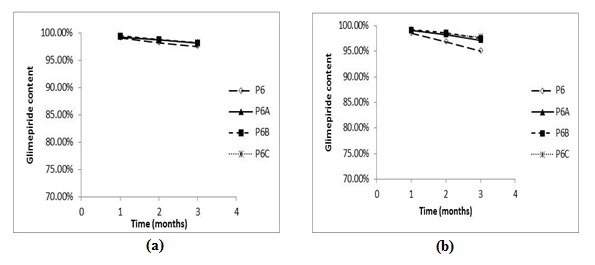 100.00%
95.00%
90.00%
85.00%
80.00%
75.00%
70.00%
Glimepiride content
0 1 2 3 4
Time (months)
P6
P6A
P6B
P6C
(a)
100.00%
95.00%
90.00%
85.00%
80.00%
75.00%
70.00%
Glimepiride content
0 1 2 3 4
Time (months)
P6
P6A
P6B
P6C
(b)